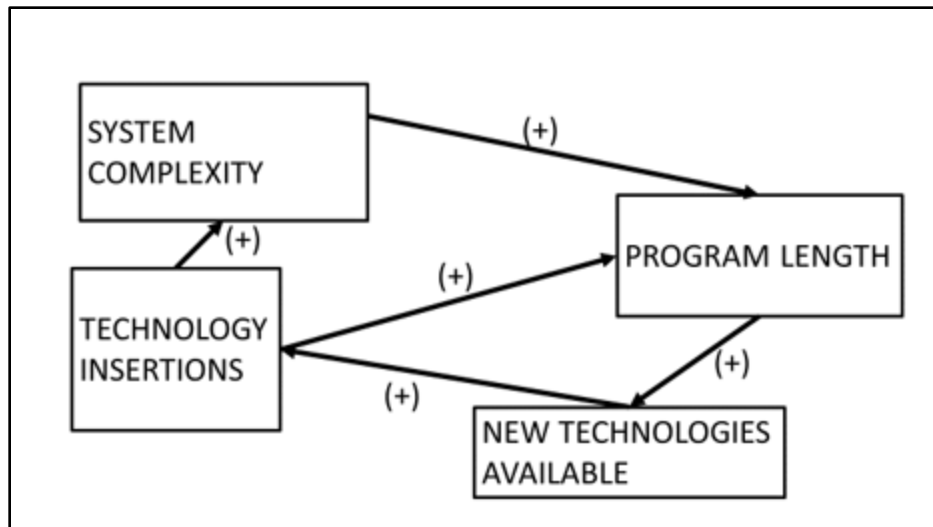 SYSTEM
COMPLEXITY
(+)
(+)
PROGRAM LENGTH
(+)
TECHNOLOGY
INSERTIONS
(+)
(+)
NEW TECHNOLOGIES
AVAILABLE